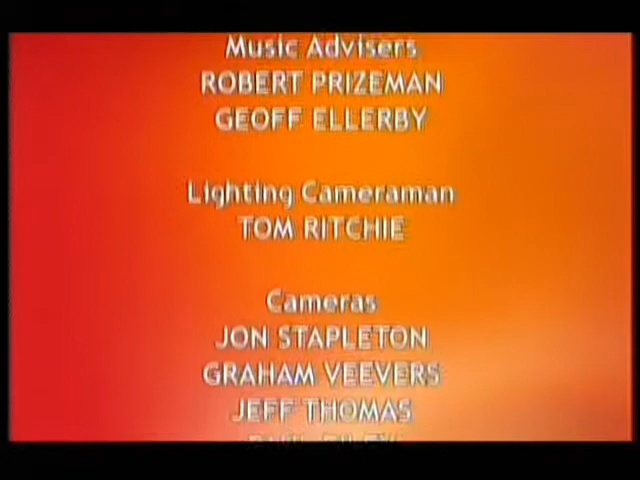 Music Advisers
ROBERT PRIZEMAN
GEOFF ELLERBY
Lighting Cameraman
TOM RITCHIE
Cameras
JON STAPLETON
GRAHAM VEEVERS
JEFF THOMAS